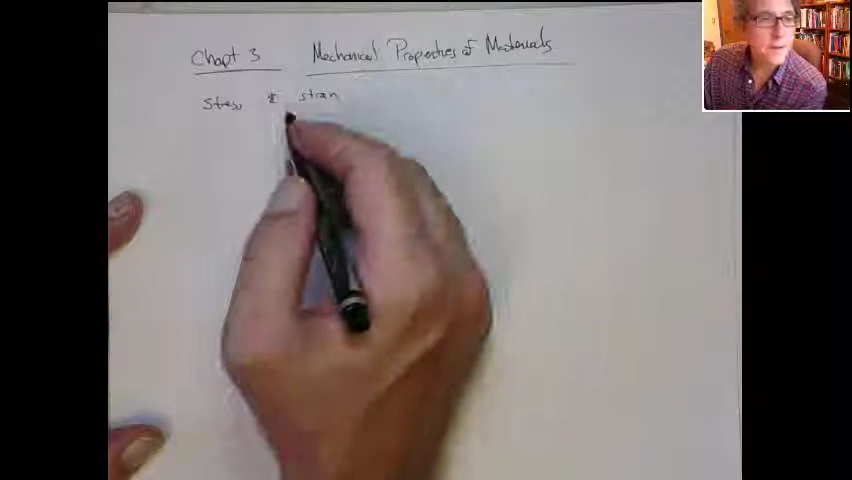 Chapt 3 Mechanical Properties of Materials
Stress & strain